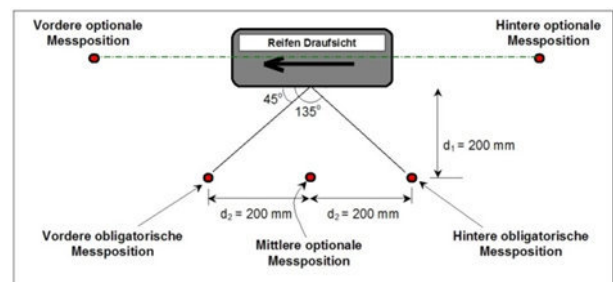 Vordere optionale
Messposition
Reifen Draufsicht
Hintere optionale
Messposition
45°
135°
d₁ = 200 mm
d₂ = 200 mm
d₂ = 200 mm
Vordere obligatorische
Messposition
Mittlere optionale
Messposition
Hintere obligatorische
Messposition